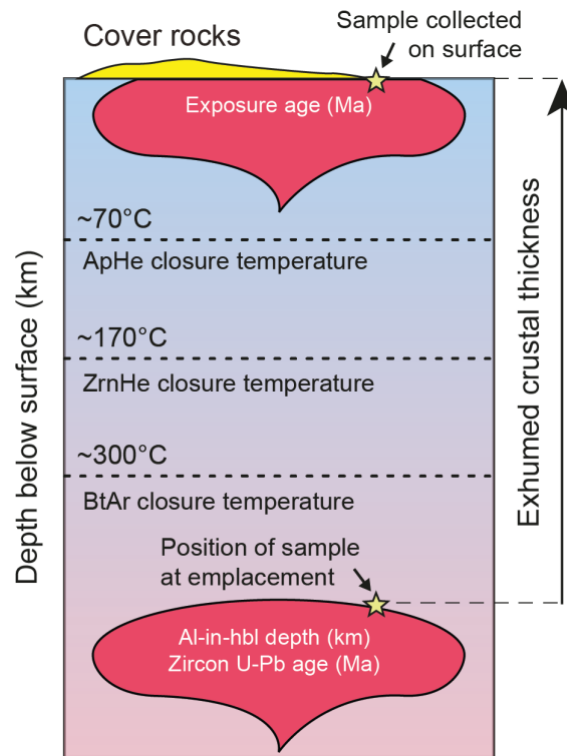 Sample collected
on surface
Cover rocks
Exposure age (Ma)
~70°C
ApHe closure temperature
~170°C
ZrnHe closure temperature
~300°C
BtAr closure temperature
Position of sample
at emplacement
Al-in-hbl depth (km)
Zircon U-Pb age (Ma)
Depth below surface (km)
Exhumed crustal thickness